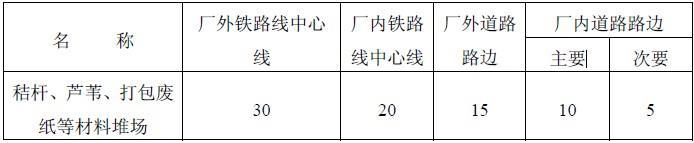 名 称
厂外铁路线中心
线
厂内铁路
线中心线
厂外道路
路边
厂内道路路边
主要
次要
秸杆、芦苇、打包废
纸等材料堆场
30
20
15
10
5